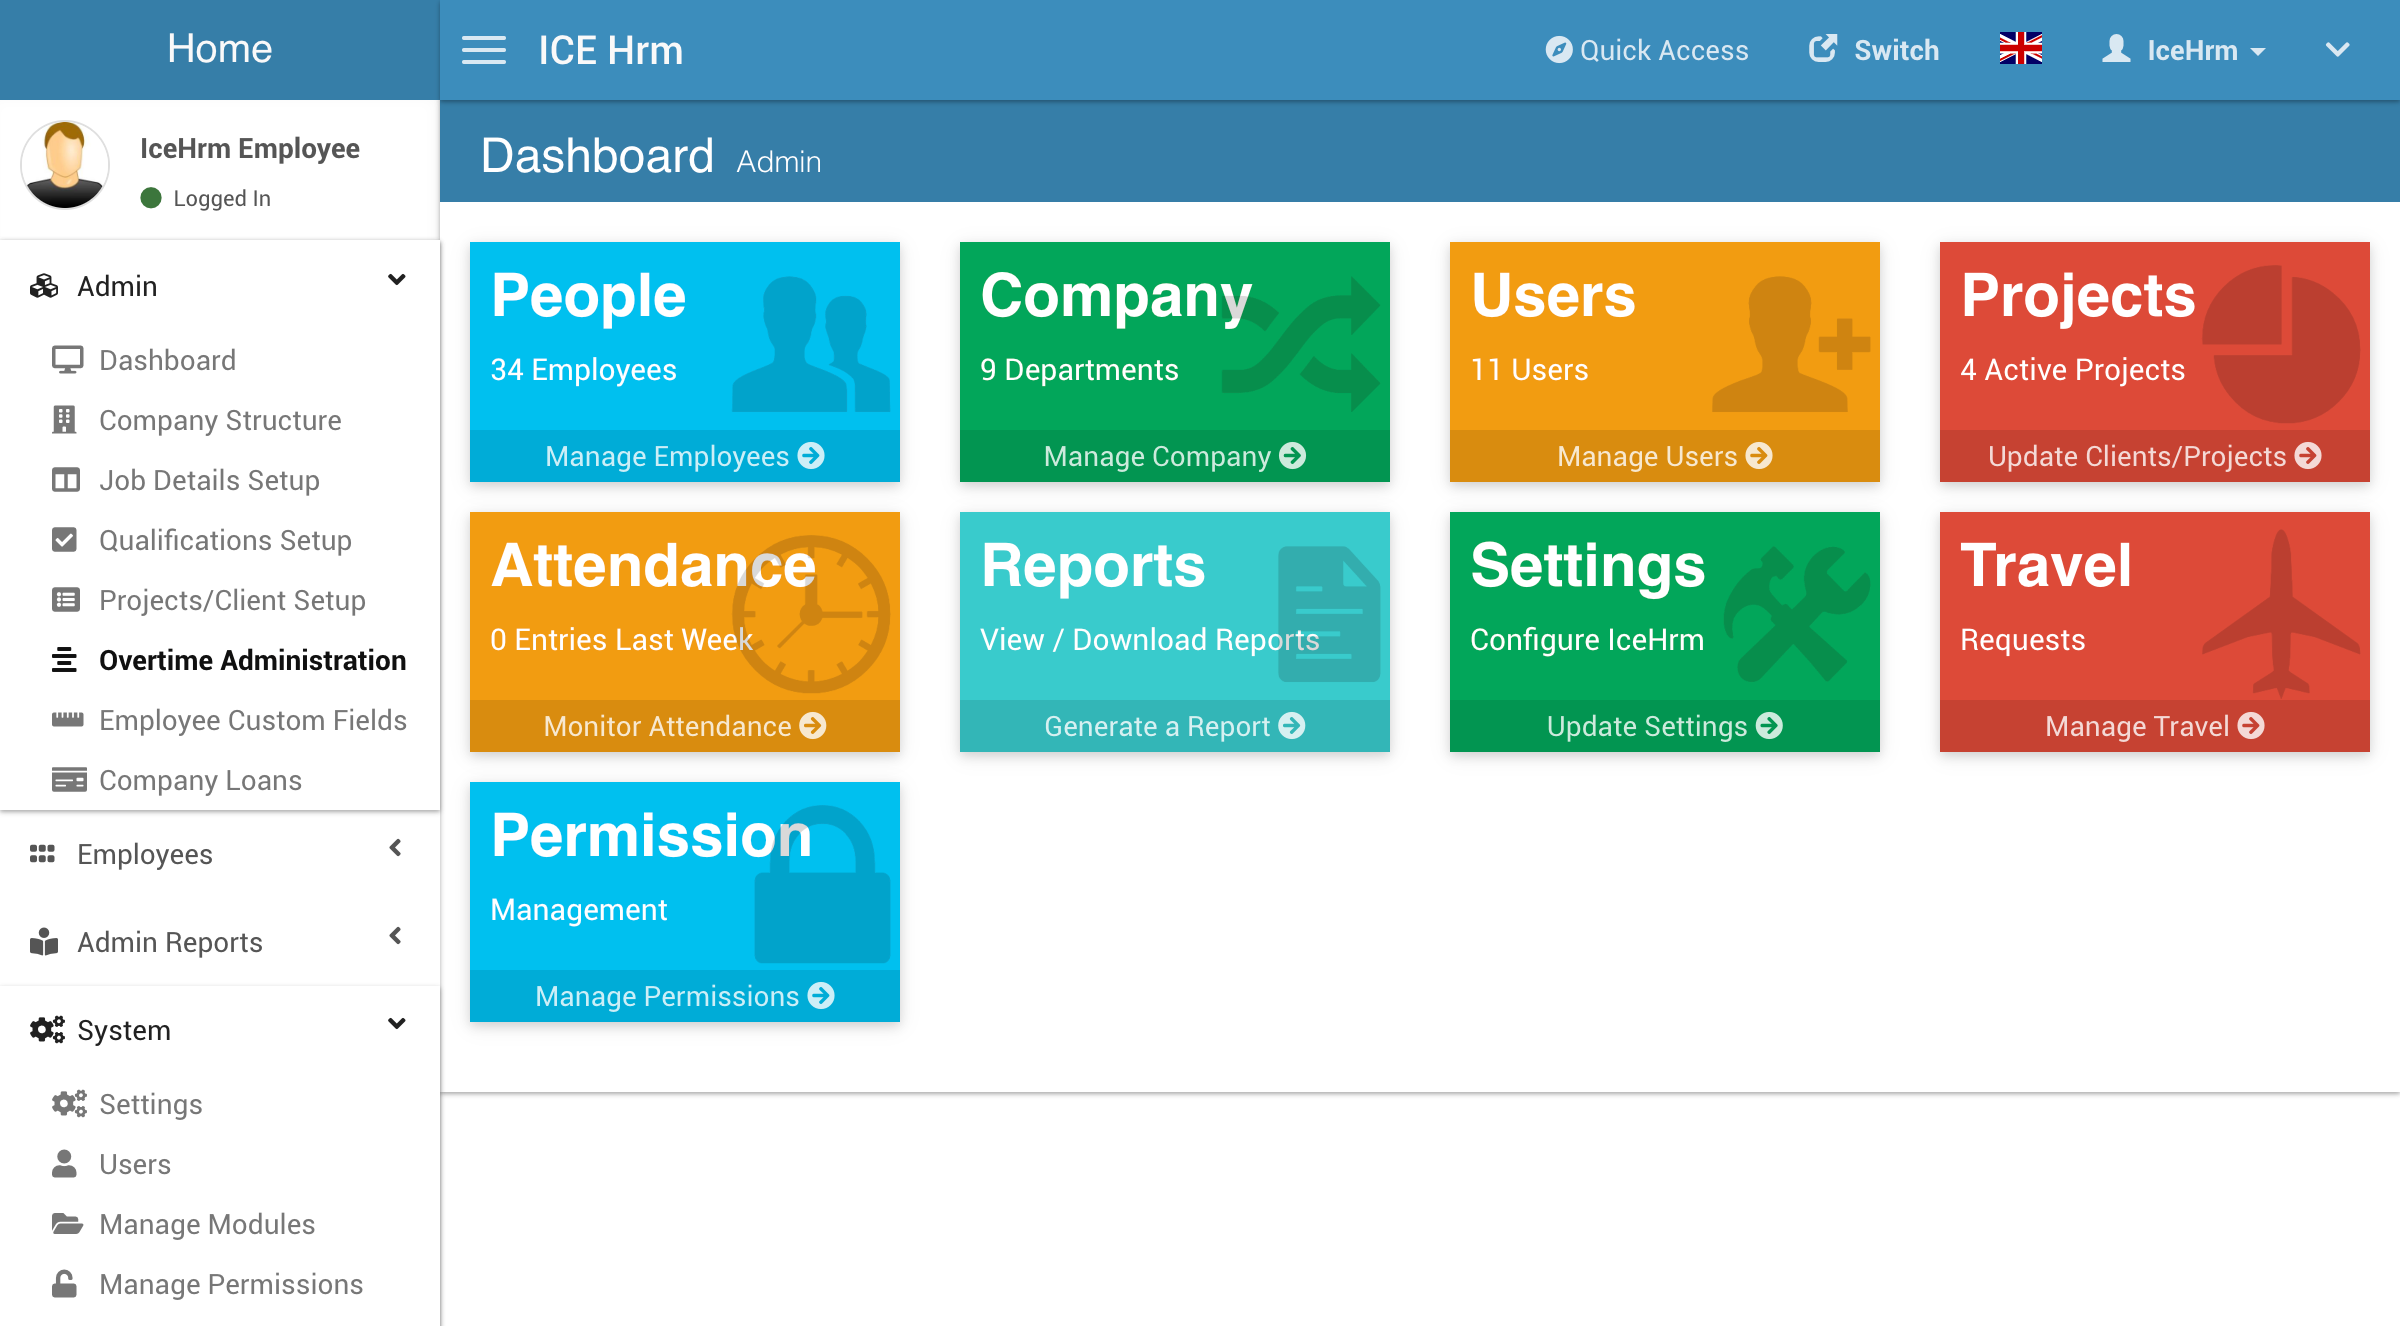 Home
ICE Hrm
Quick Access
Switch
IceHrm
IceHrm Employee
Logged In
Admin
Dashboard
Company Structure
Job Details Setup
Qualifications Setup
Projects/Client Setup
Overtime Administration
Employee Custom Fields
Company Loans
Employees
Admin Reports
System
Settings
Users
Manage Modules
Manage Permissions
Dashboard Admin
People
34 Employees
Manage Employees
Company
9 Departments
Manage Company
Users
11 Users
Manage Users
Projects
4 Active Projects
Update Clients/Projects
Attendance
0 Entries Last Week
Monitor Attendance
Reports
View / Download Reports
Generate a Report
Settings
Configure IceHrm
Update Settings
Travel
Requests
Manage Travel
Permission
Management
Manage Permissions